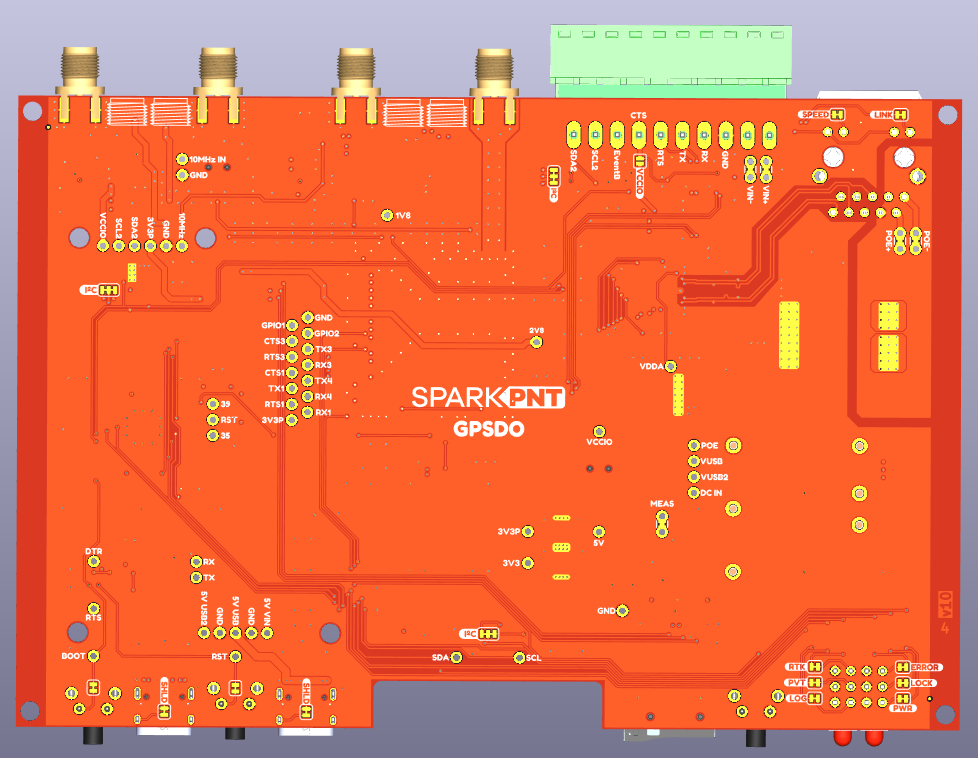 CTS
SPEED
LINK
SDA2
SCL2
EventB
VCCIO
RTS
TX
RX
GND
VIN-
VIN+
10MHz IN
GND
I²C
1V8
VCCIO
SCL2
SDA2
3V3P
GND
10MHz
POE+
POE-
I²C
GND
GPIO1
GPIO2
CTS3
TX3
RTS3
RX3
CTS1
TX4
TX1
RX4
RTS1
RX1
3V3P
2V8
VDDA
39
RST
35
SPARKPNT
GPSDO
VCCIO
POE
VUSB
VUSB2
DC IN
MEAS
3V3P
5V
3V3
DTR
RX
TX
RTS
5V USB2
GND
5V USB
GND
5V VIN
GND
v10
4
I²C
BOOT
RST
SDA
SCL
RTK
ERROR
PVT
LOCK
LOG
PWR
SHLD
SHLD